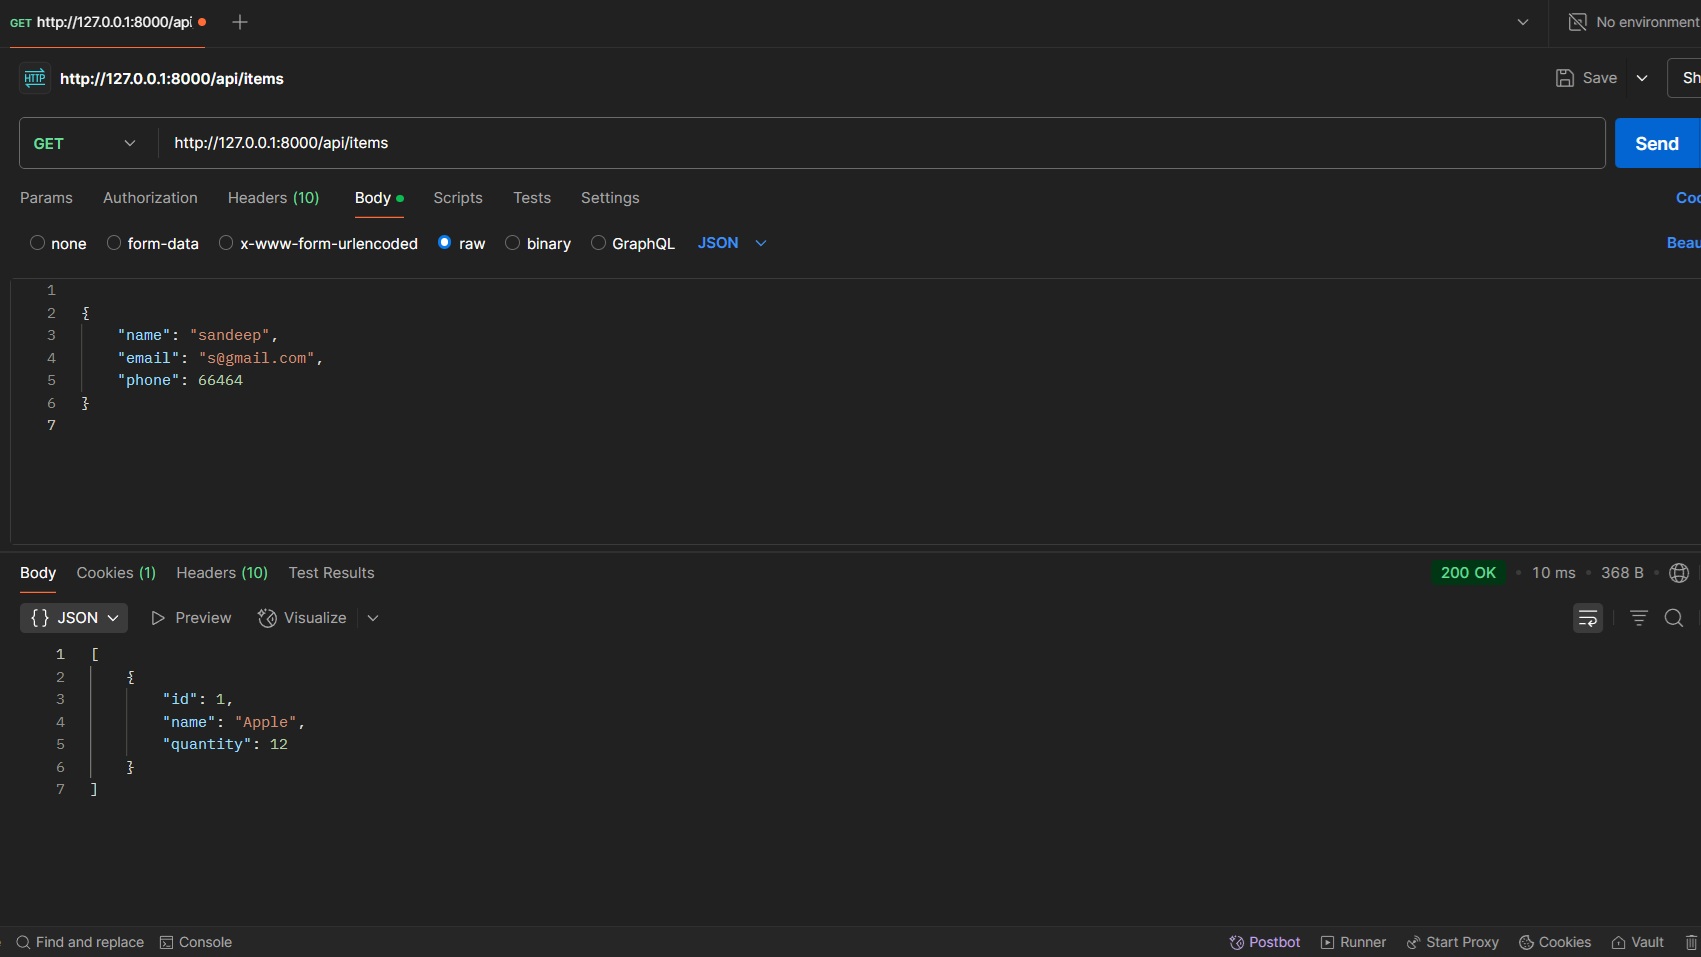 GET http://127.0.0.1:8000/api
No environment
HTTP http://127.0.0.1:8000/api/items
Save
Sh
GET http://127.0.0.1:8000/api/items
Send
Params Authorization Headers (10) Body Scripts Tests Settings
Coo
none form-data x-www-form-urlencoded raw binary GraphQL JSON
Beau
1
2 {
3 "name": "sandeep",
4 "email": "s@gmail.com",
5 "phone": 66464
6 }
7
Body Cookies (1) Headers (10) Test Results
200 OK • 10 ms • 368 B •
{} JSON Preview Visualize
1 [
2 {
3 "id": 1,
4 "name": "Apple",
5 "quantity": 12
6 }
7 ]
Find and replace Console
Postbot Runner Start Proxy Cookies Vault